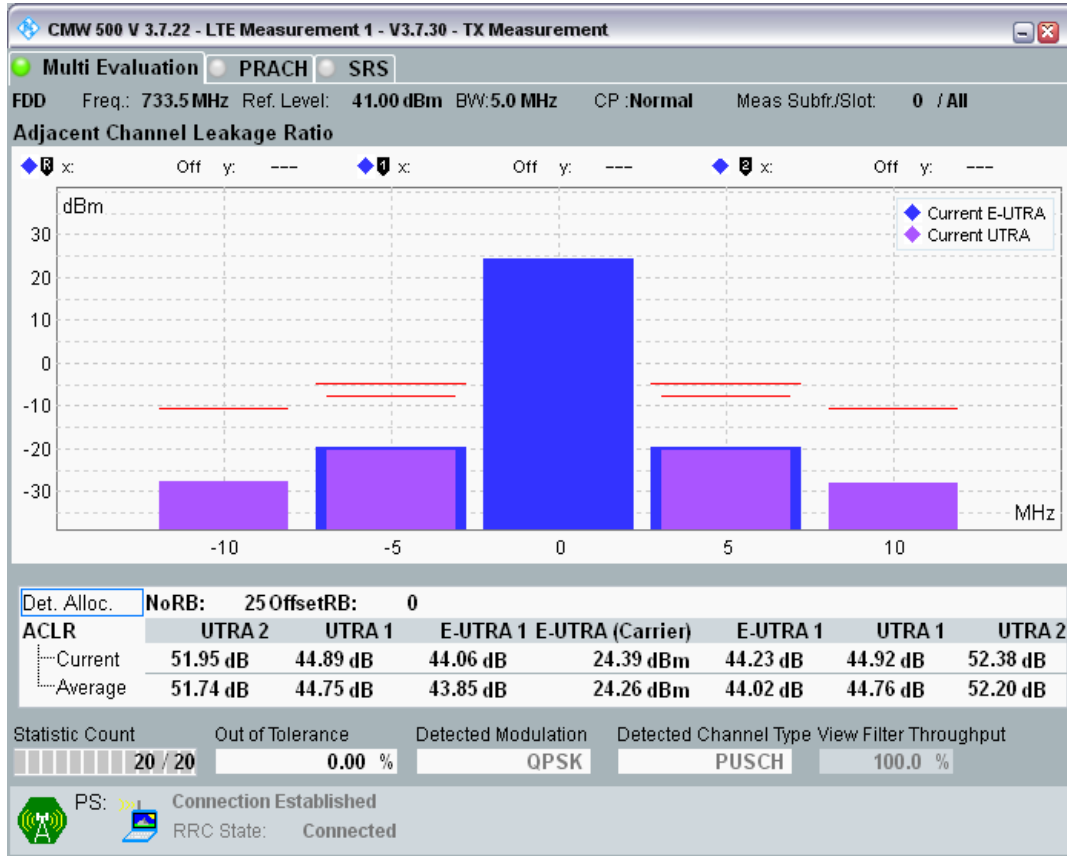 CMW 500 V 3.7.22 - LTE Measurement 1 - V3.7.30 - TX Measurement
Multi Evaluation PRACH SRS
FDD Freq.: 733.5 MHz Ref. Level: 41.00 dBm BW: 5.0 MHz CP :Normal Meas Subfr./Slot: 0 / All
Adjacent Channel Leakage Ratio
R x: Off y: --- 1 x: Off y: --- 2 x: Off y: ---
dBm
Current E-UTRA
Current UTRA
30
20
10
0
-10
-20
-30
MHz
-10 -5 0 5 10
Det. Alloc. NoRB: 25 OffsetRB: 0
ACLR UTRA 2 UTRA 1 E-UTRA 1 E-UTRA (Carrier) E-UTRA 1 UTRA 1 UTRA 2
Current 51.95 dB 44.89 dB 44.06 dB 24.39 dBm 44.23 dB 44.92 dB 52.38 dB
Average 51.74 dB 44.75 dB 43.85 dB 24.26 dBm 44.02 dB 44.76 dB 52.20 dB
Statistic Count Out of Tolerance Detected Modulation Detected Channel Type View Filter Throughput
20 / 20 0.00 % QPSK PUSCH 100.0 %
PS: Connection Established
RRC State: Connected